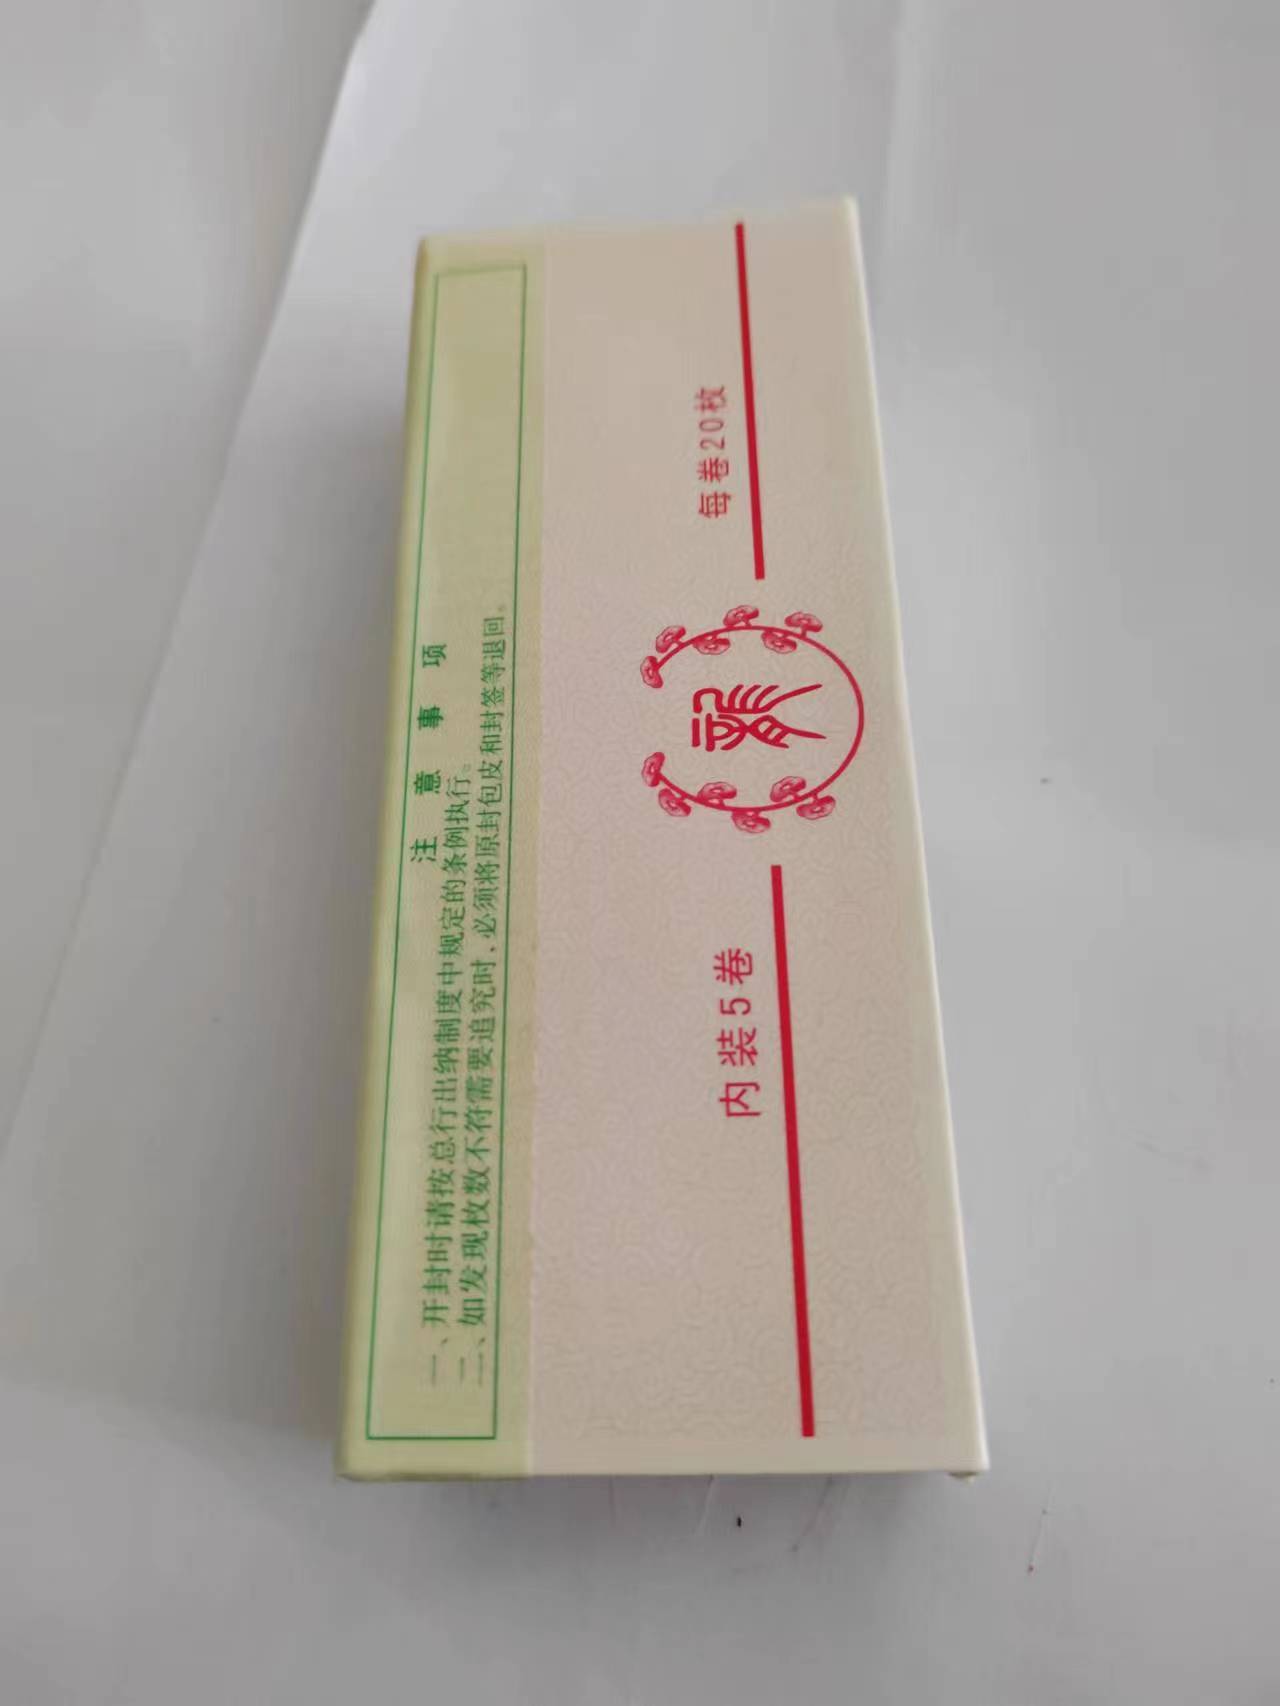 注意事项
一、开封时请按总行出纳制度中规定的条例执行。
二、如发现枚数不符需要追究时，必须将原封包皮和封签等退回。
内装5卷
每卷20枚